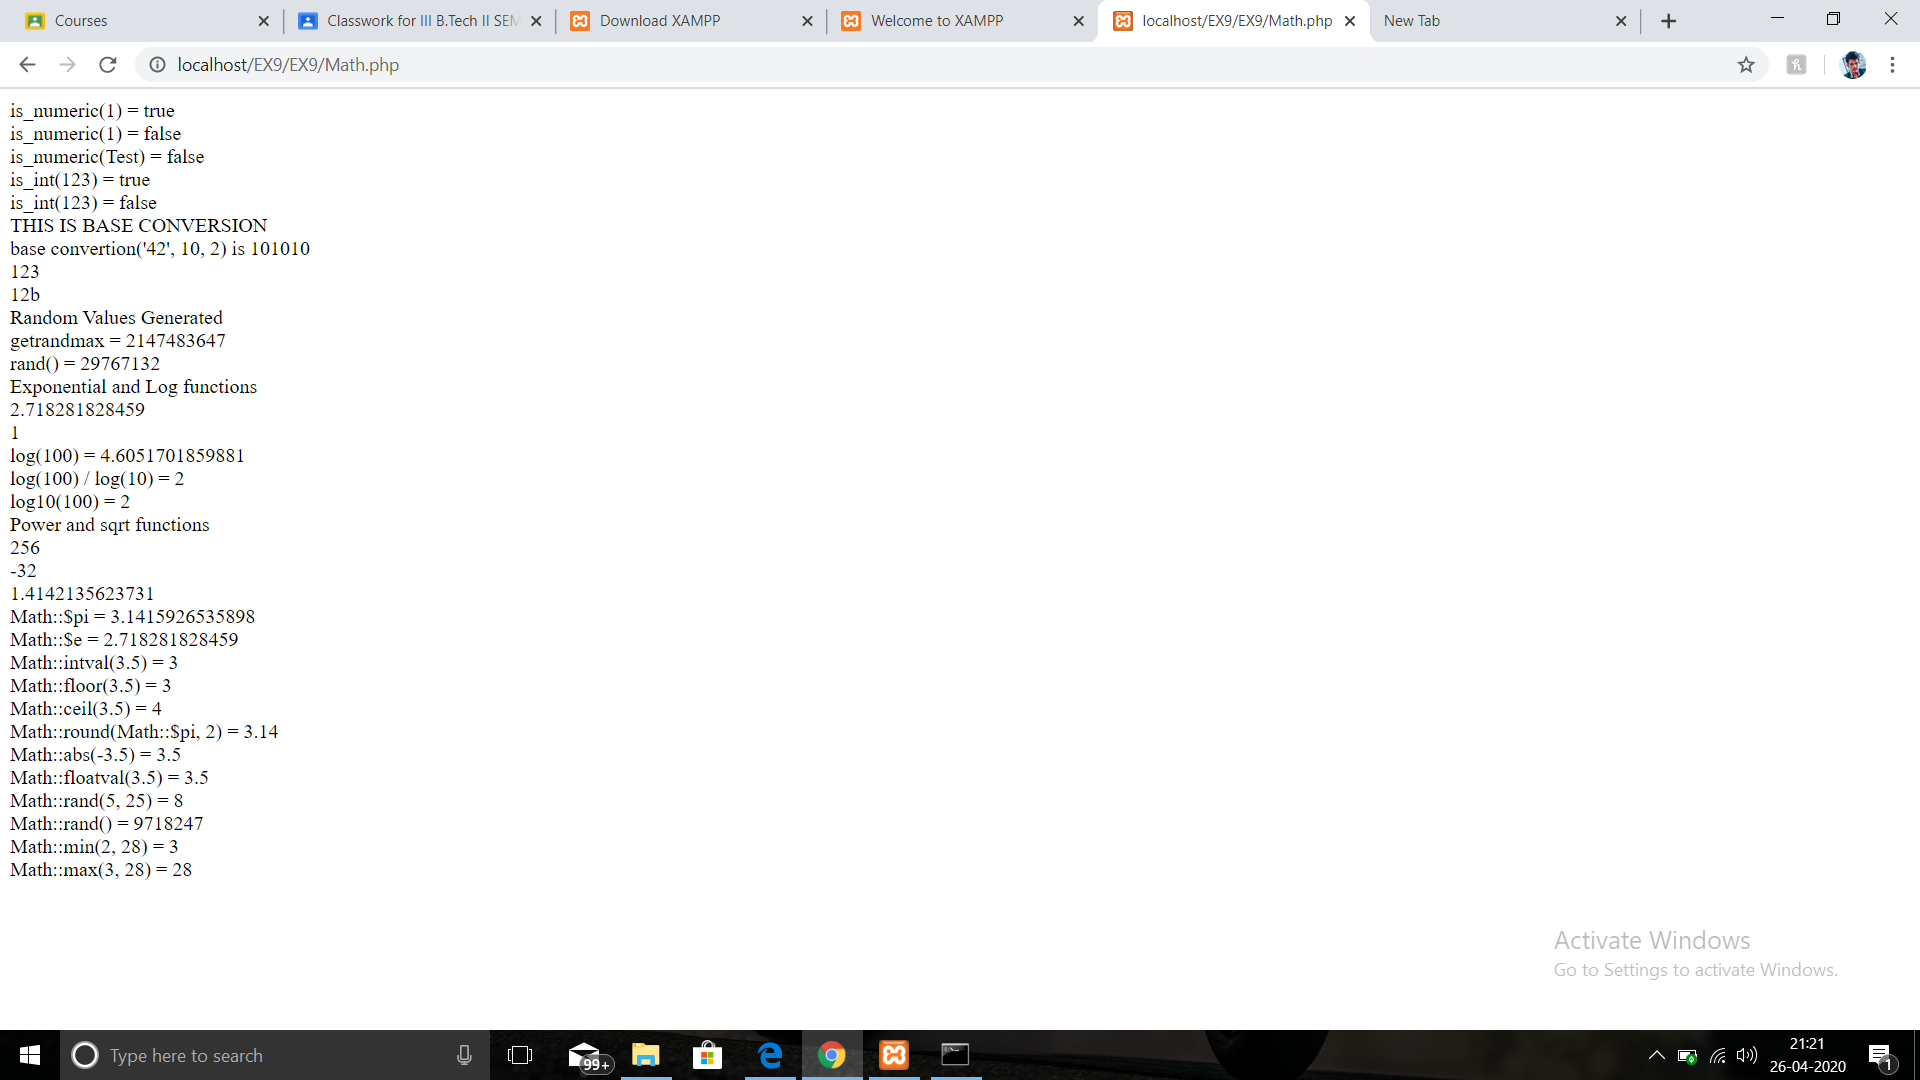 Courses
Classwork for III B.Tech II SEM
Download XAMPP
Welcome to XAMPP
localhost/EX9/EX9/Math.php
New Tab
localhost/EX9/EX9/Math.php
is_numeric(1) = true
is_numeric(1) = false
is_numeric(Test) = false
is_int(123) = true
is_int(123) = false
THIS IS BASE CONVERSION
base convertion('42', 10, 2) is 101010
123
12b
Random Values Generated
getrandmax = 2147483647
rand() = 29767132
Exponential and Log functions
2.718281828459
1
log(100) = 4.6051701859881
log(100) / log(10) = 2
log10(100) = 2
Power and sqrt functions
256
-32
1.4142135623731
Math::$pi = 3.1415926535898
Math::$e = 2.718281828459
Math::intval(3.5) = 3
Math::floor(3.5) = 3
Math::ceil(3.5) = 4
Math::round(Math::$pi, 2) = 3.14
Math::abs(-3.5) = 3.5
Math::floatval(3.5) = 3.5
Math::rand(5, 25) = 8
Math::rand() = 9718247
Math::min(2, 28) = 3
Math::max(3, 28) = 28
Activate Windows
Go to Settings to activate Windows.
Type here to search
99+
21:21
26-04-2020
1